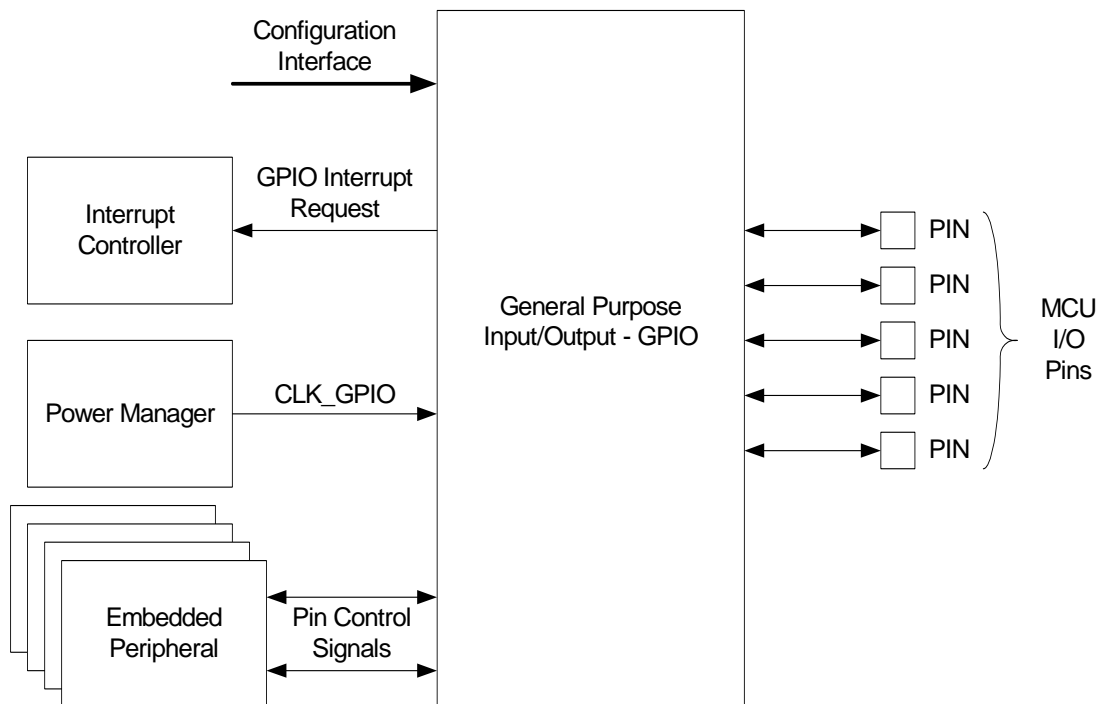 Configuration
Interface
GPIO Interrupt
Request
Interrupt
Controller
General Purpose
Input/Output - GPIO
Power Manager
CLK_GPIO
Embedded
Peripheral
Pin Control
Signals
PIN
PIN
PIN
PIN
PIN
MCU
I/O
Pins